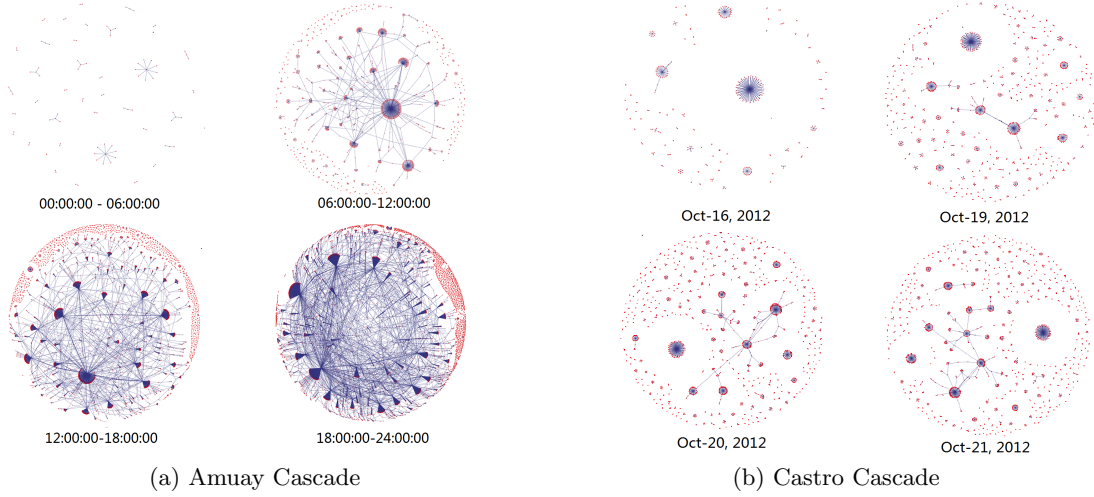 00:00:00 - 06:00:00
06:00:00-12:00:00
12:00:00-18:00:00
18:00:00-24:00:00
(a) Amuay Cascade
Oct-16, 2012
Oct-19, 2012
Oct-20, 2012
Oct-21, 2012
(b) Castro Cascade